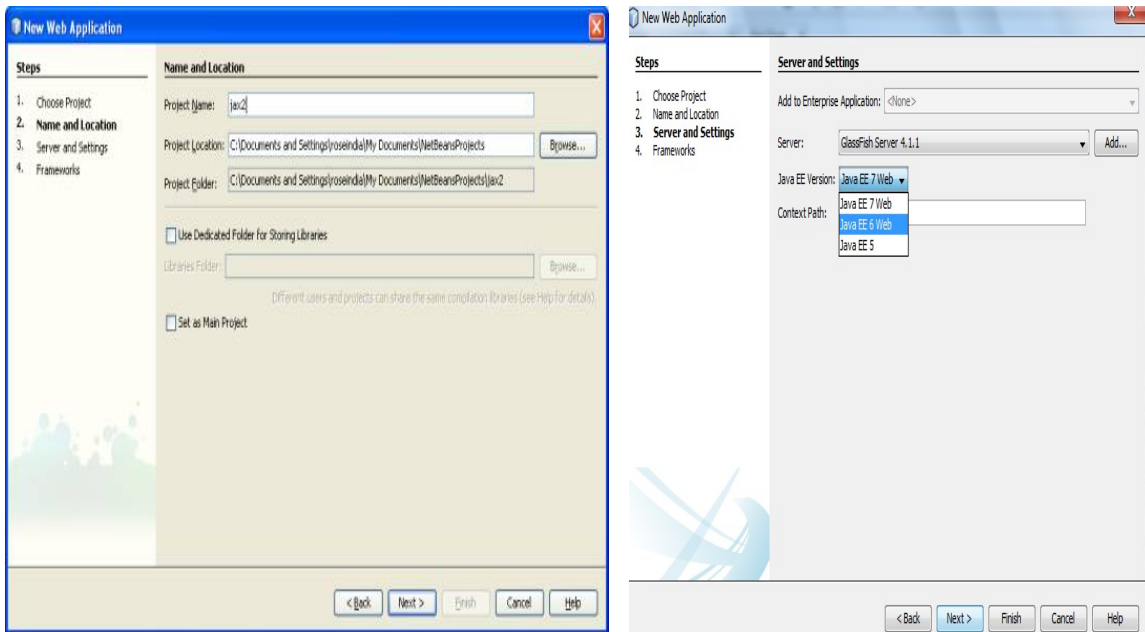 New Web Application
Steps
1. Choose Project
2. Name and Location
3. Server and Settings
4. Frameworks
Name and Location
Project Name: jax2
Project Location: C:\Documents and Settings\roseindia\My Documents\NetBeansProjects Browse...
Project Folder: C:\Documents and Settings\roseindia\My Documents\NetBeansProjects\jax2
Use Dedicated Folder for Storing Libraries
Libraries Folder: Browse...
Different users and projects can share the same compilation libraries (see Help for details).
Set as Main Project
< Back Next > Finish Cancel Help
New Web Application
X
Steps
1. Choose Project
2. Name and Location
3. Server and Settings
4. Frameworks
Server and Settings
Add to Enterprise Application: <None>
Server: GlassFish Server 4.1.1 Add...
Java EE Version: Java EE 7 Web
Java EE 7 Web
Context Path:
Java EE 6 Web
Java EE 5
< Back Next > Finish Cancel Help